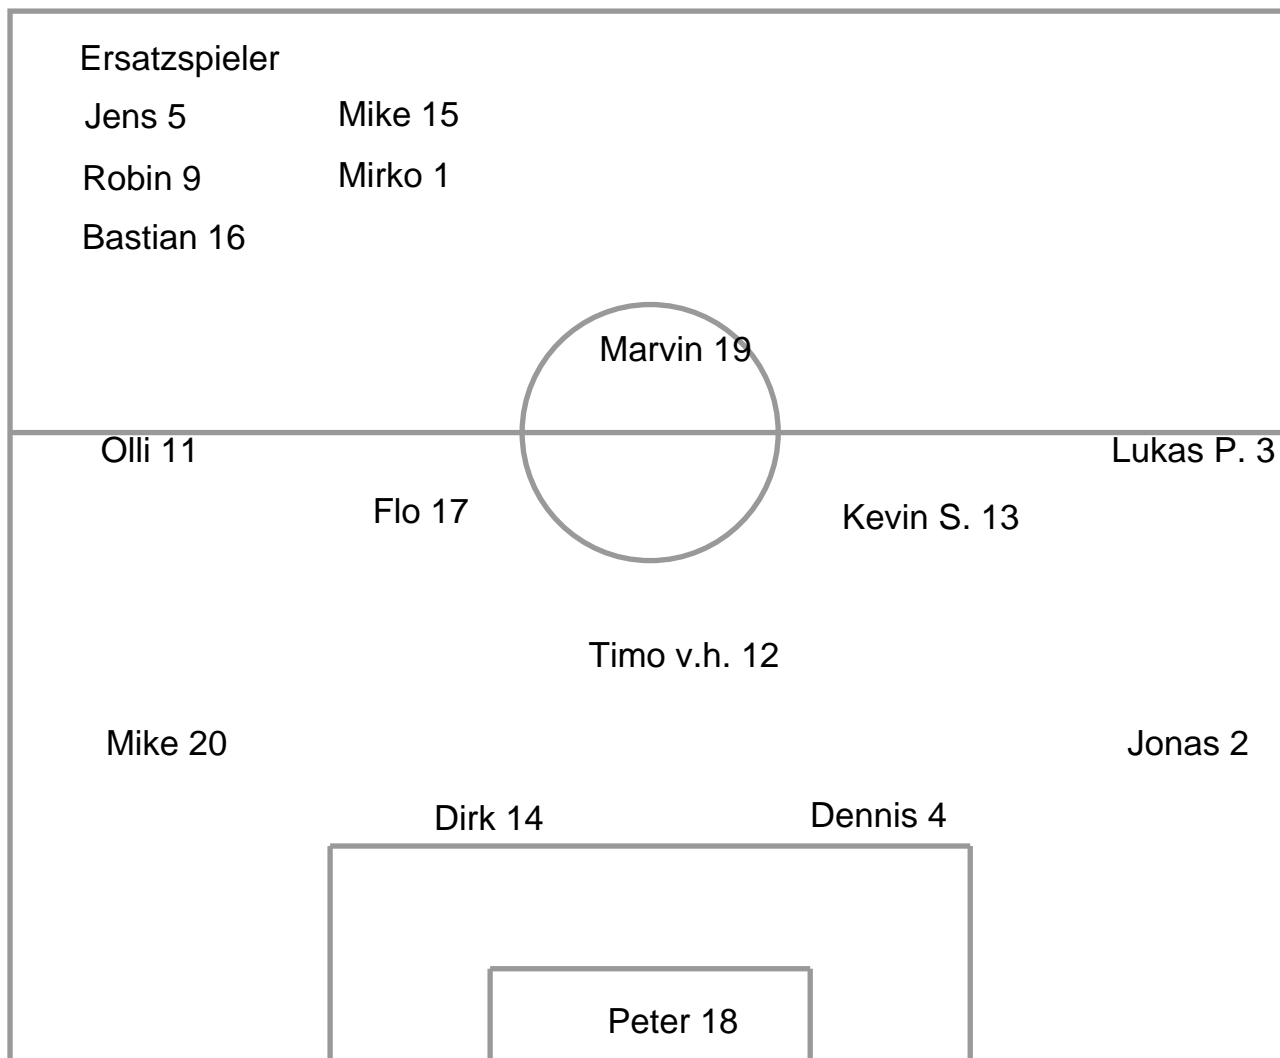 Ersatzspieler
Jens 5 Mike 15
Robin 9 Mirko 1
Bastian 16
Marvin 19
Olli 11 Lukas P. 3
Flo 17 Kevin S. 13
Timo v.h. 12
Mike 20 Jonas 2
Dirk 14 Dennis 4
Peter 18